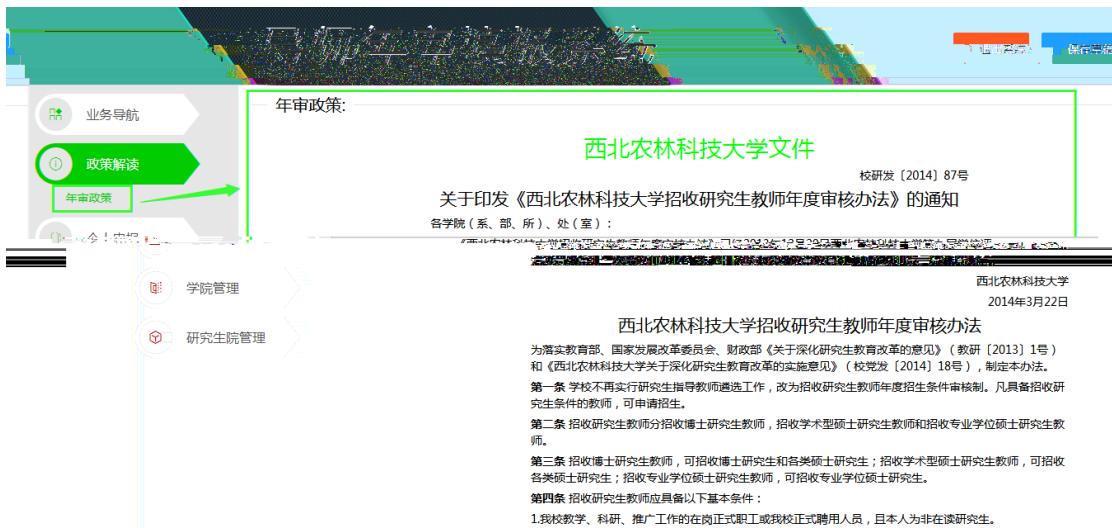 业务导航
政策解读
年审政策
学院管理
研究生院管理
年审政策:
西北农林科技大学文件
校研发〔2014〕87号
关于印发《西北农林科技大学招收研究生教师年度审核办法》的通知
各学院(系、部、所)、处(室):
西北农林科技大学
2014年3月22日
西北农林科技大学招收研究生教师年度审核办法
为落实教育部、国家发展改革委员会、财政部《关于深化研究生教育改革的意见》(教研〔2013〕1号)
和《西北农林科技大学关于深化研究生教育改革的实施意见》(校党发〔2014〕18号),制定本办法。
第一条 学校不再实行研究生指导教师遴选工作,改为招收研究生教师年度招生条件审核制。凡具备招收研
究生条件的教师,可申请招生。
第二条 招收研究生教师分招收博士研究生教师,招收学术型硕士研究生教师和招收专业学位硕士研究生教
师。
第三条 招收博士研究生教师,可招收博士研究生和各类硕士研究生;招收学术型硕士研究生教师,可招收
各类硕士研究生;招收专业学位硕士研究生教师,可招收专业学位硕士研究生。
第四条 招收研究生教师应具备以下基本条件:
1.我校教学、科研、推广工作的在岗正式职工或我校正式聘用人员,且本人为非在读研究生。